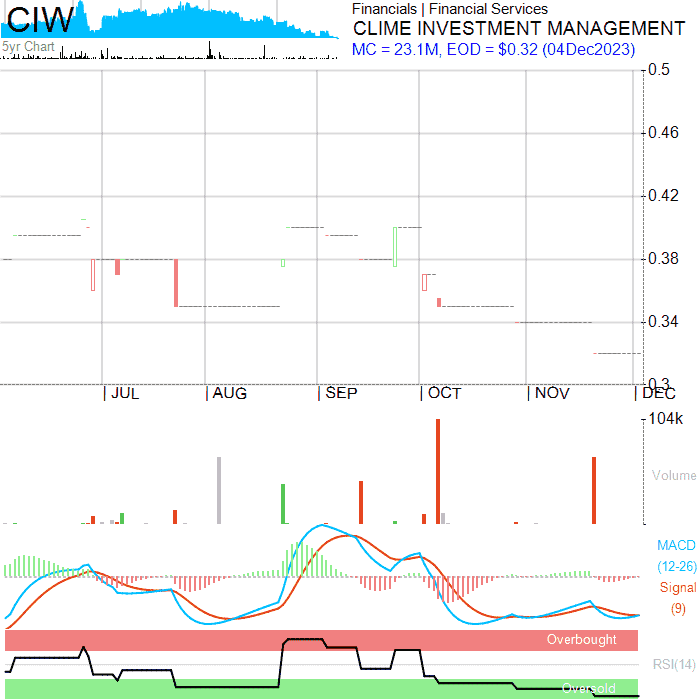 CIW
5yr Chart
Financials | Financial Services
CLIME INVESTMENT MANAGEMENT
MC = 23.1M, EOD = $0.32 (04Dec2023)
0.5
0.46
0.42
0.38
0.34
0.3
JUL AUG SEP OCT NOV DEC
104k
Volume
MACD
(12-26)
Signal
(9)
Overbought
RSI(14)
Oversold